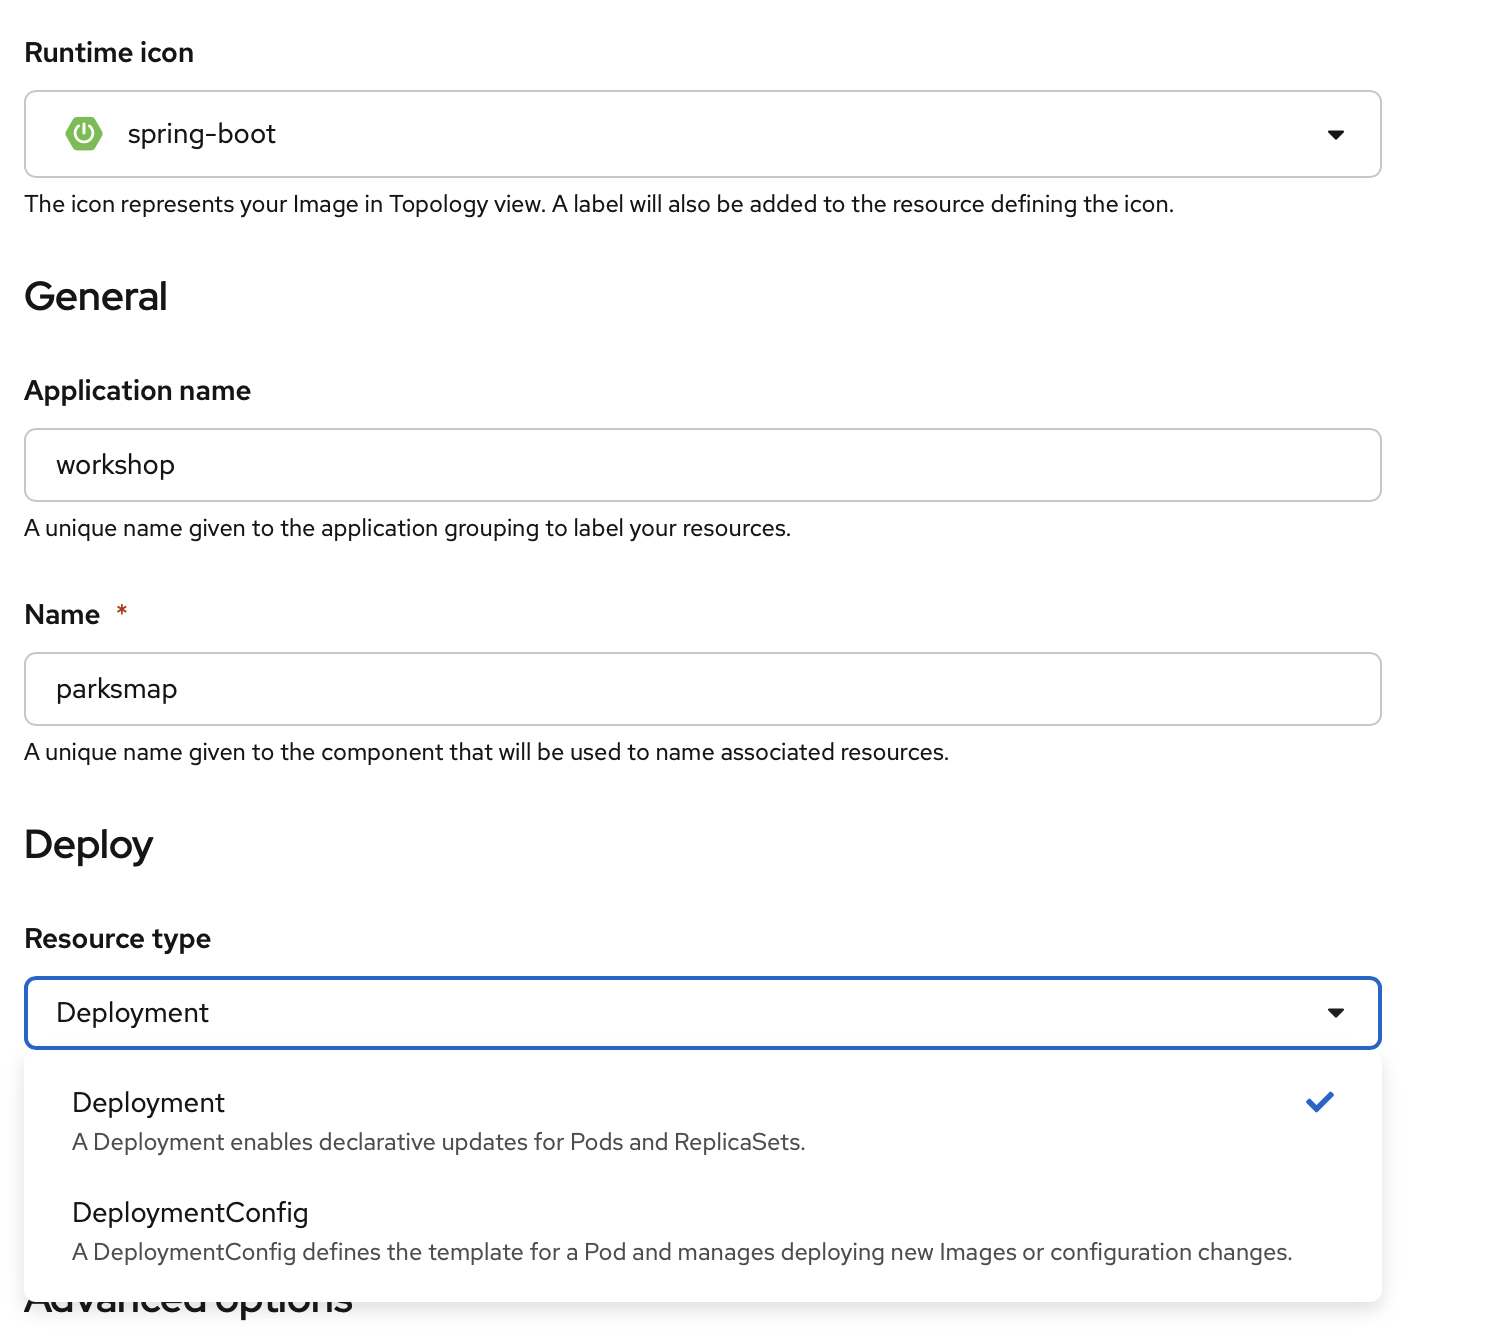 Runtime icon
spring-boot
The icon represents your Image in Topology view. A label will also be added to the resource defining the icon.
General
Application name
workshop
A unique name given to the application grouping to label your resources.
Name *
parksmap
A unique name given to the component that will be used to name associated resources.
Deploy
Resource type
Deployment
Deployment
A Deployment enables declarative updates for Pods and ReplicaSets.
DeploymentConfig
A DeploymentConfig defines the template for a Pod and manages deploying new Images or configuration changes.
Advanced options